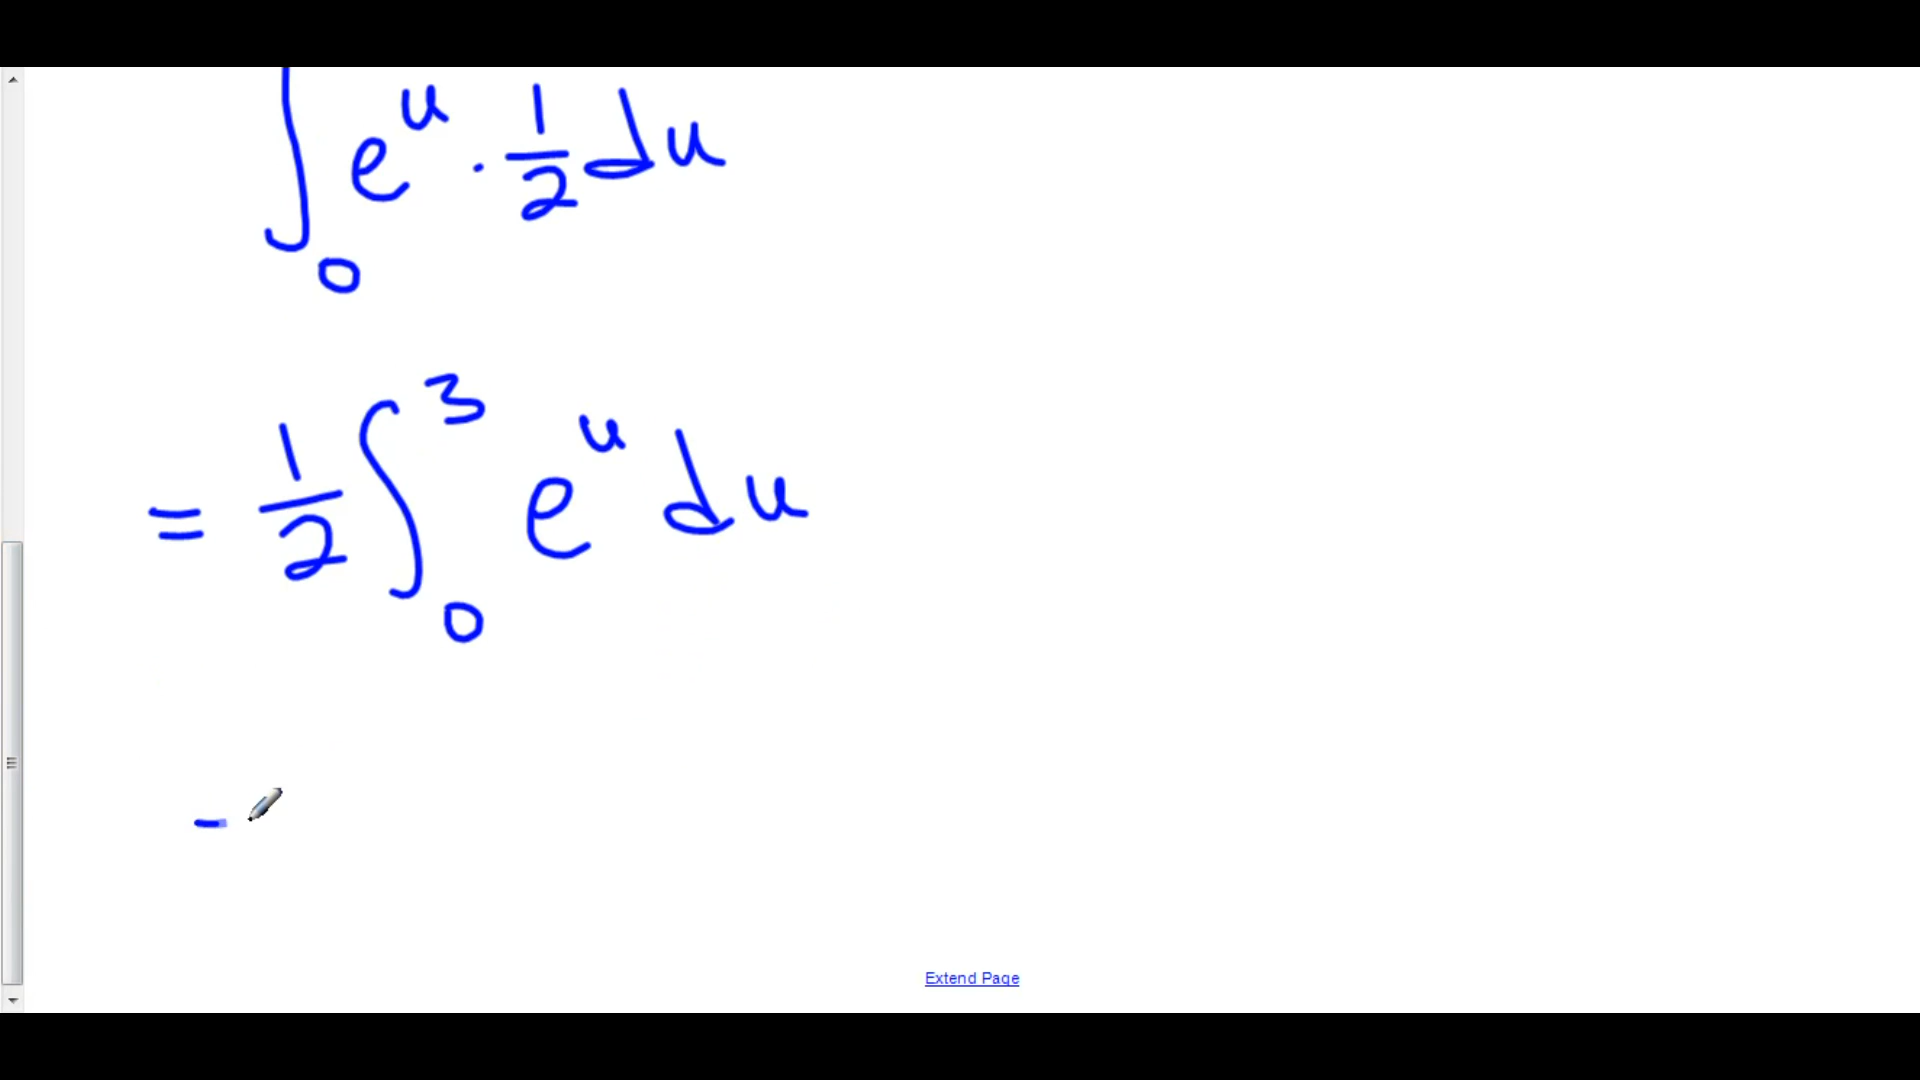 ∫₀ eᵘ · 1/2 du
= 1/2 ∫₀³ eᵘ du
-
Extend Page